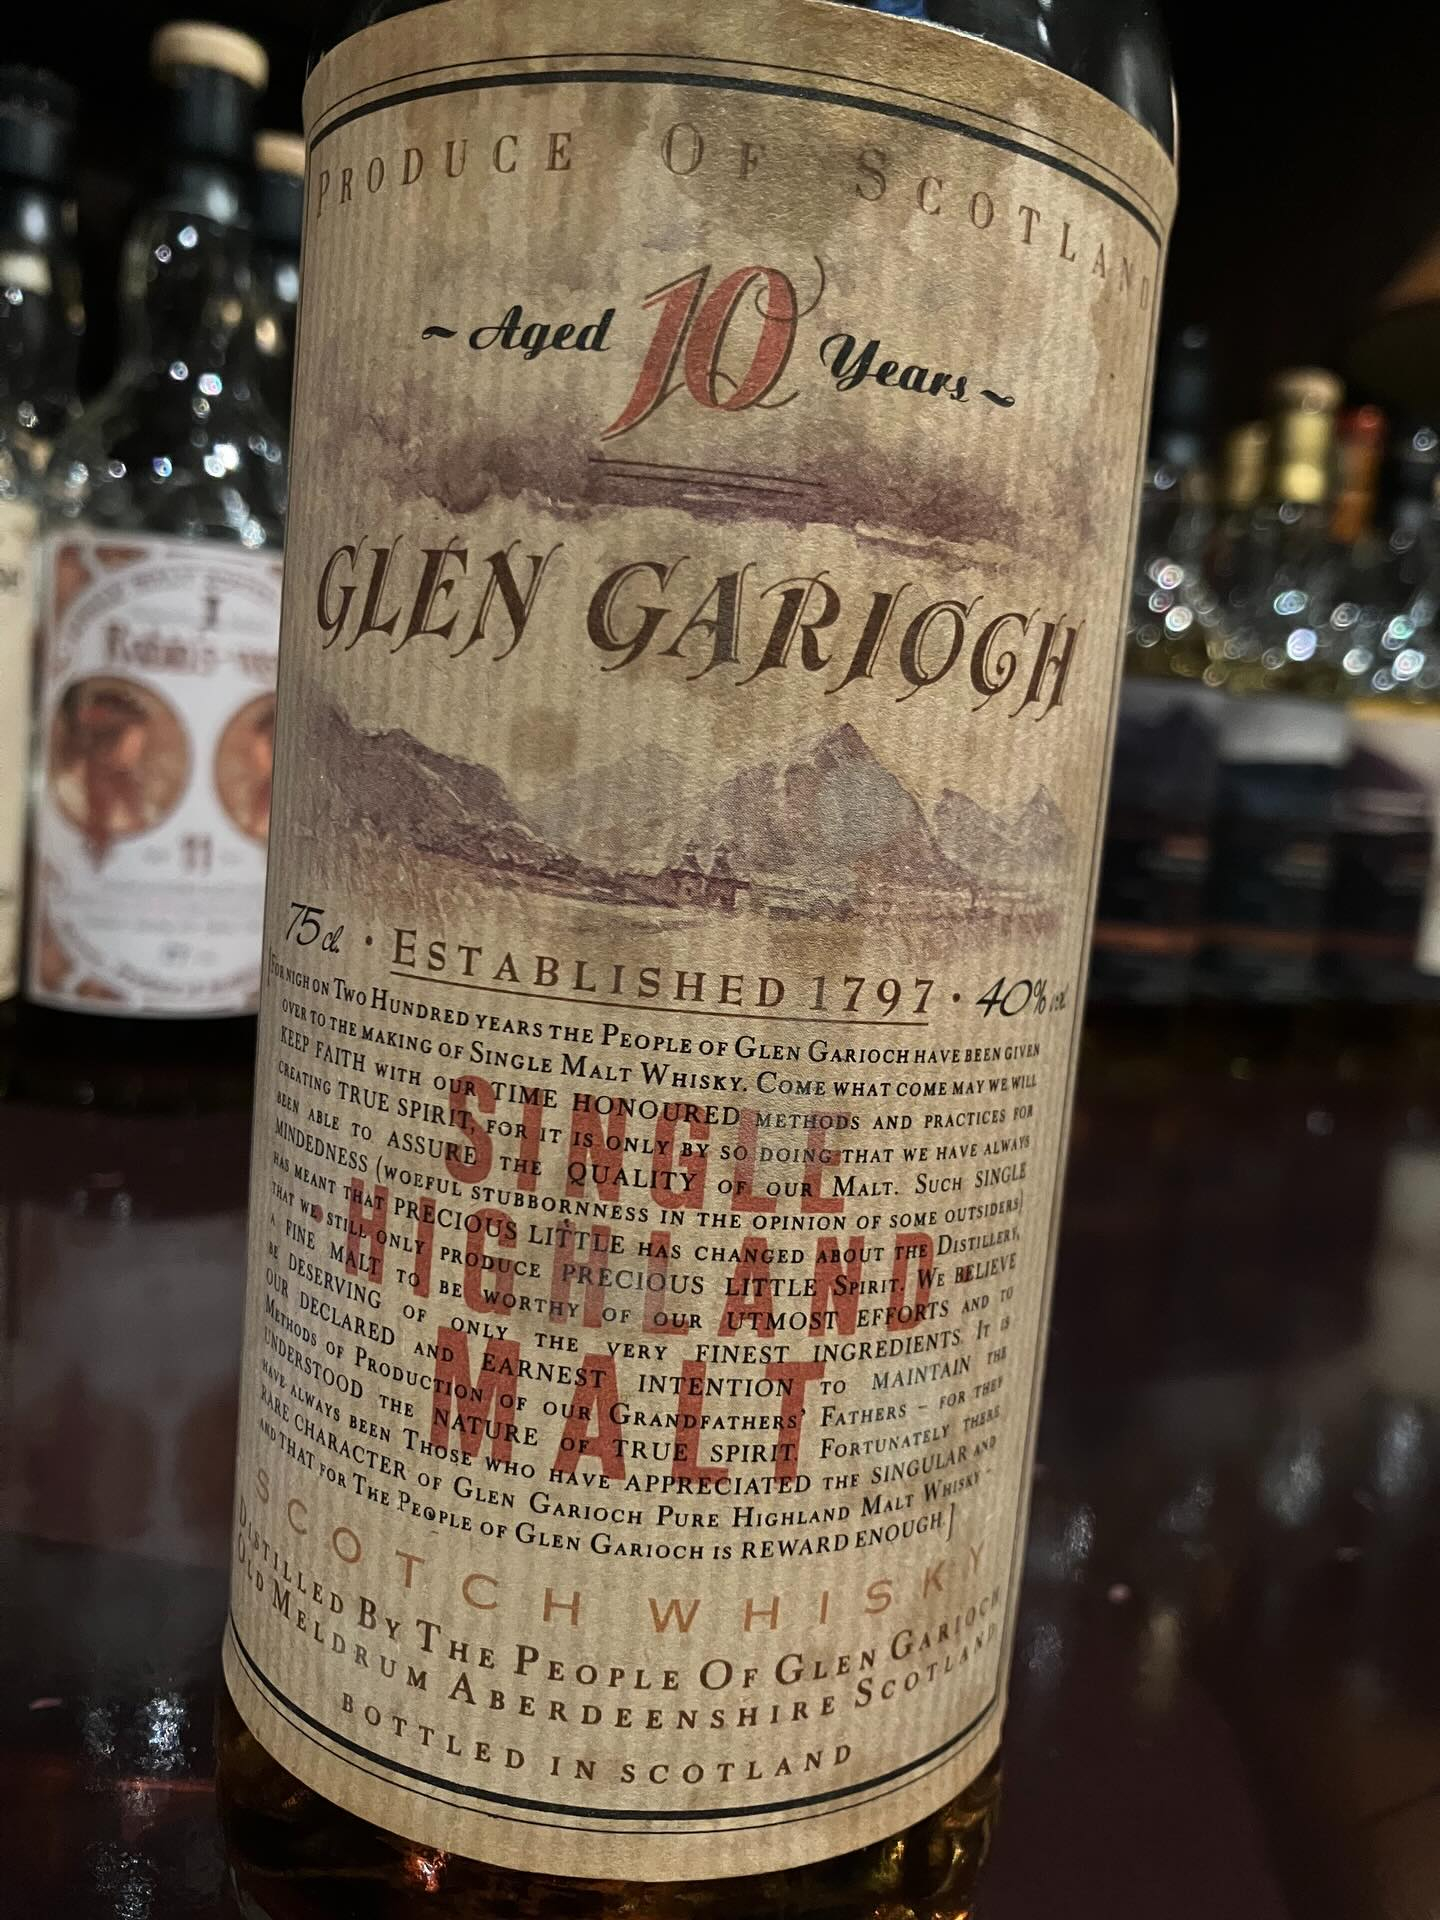 PRODUCE OF SCOTLAND
~ Aged 10 Years ~
GLEN GARIOCH
75cl. · ESTABLISHED 1797 · 40% vol
[FOR NIGH ON TWO HUNDRED YEARS THE PEOPLE OF GLEN GARIOCH HAVE BEEN GIVEN
OVER TO THE MAKING OF SINGLE MALT WHISKY. COME WHAT COME MAY WE WILL
KEEP FAITH WITH OUR TIME HONOURED METHODS AND PRACTICES FOR
CREATING TRUE SPIRIT, FOR IT IS ONLY BY SO DOING THAT WE HAVE ALWAYS
BEEN ABLE TO ASSURE THE QUALITY OF OUR MALT. SUCH SINGLE
MINDEDNESS (WOEFUL STUBBORNNESS IN THE OPINION OF SOME OUTSIDERS)
HAS MEANT THAT PRECIOUS LITTLE HAS CHANGED ABOUT THE DISTILLERY,
THAT WE STILL ONLY PRODUCE PRECIOUS LITTLE SPIRIT. WE BELIEVE
A FINE MALT TO BE WORTHY OF OUR UTMOST EFFORTS AND TO
BE DESERVING OF ONLY THE VERY FINEST INGREDIENTS. IT IS
OUR DECLARED AND EARNEST INTENTION TO MAINTAIN THE
METHODS OF PRODUCTION OF OUR GRANDFATHERS' FATHERS – FOR THEY
UNDERSTOOD THE NATURE OF TRUE SPIRIT. FORTUNATELY THERE
HAVE ALWAYS BEEN THOSE WHO HAVE APPRECIATED THE SINGULAR AND
RARE CHARACTER OF GLEN GARIOCH PURE HIGHLAND MALT WHISKY -
AND THAT FOR THE PEOPLE OF GLEN GARIOCH IS REWARD ENOUGH.]
SINGLE
HIGHLAND
MALT
SCOTCH WHISKY
DISTILLED BY THE PEOPLE OF GLEN GARIOCH
OLD MELDRUM ABERDEENSHIRE SCOTLAND
BOTTLED IN SCOTLAND
11